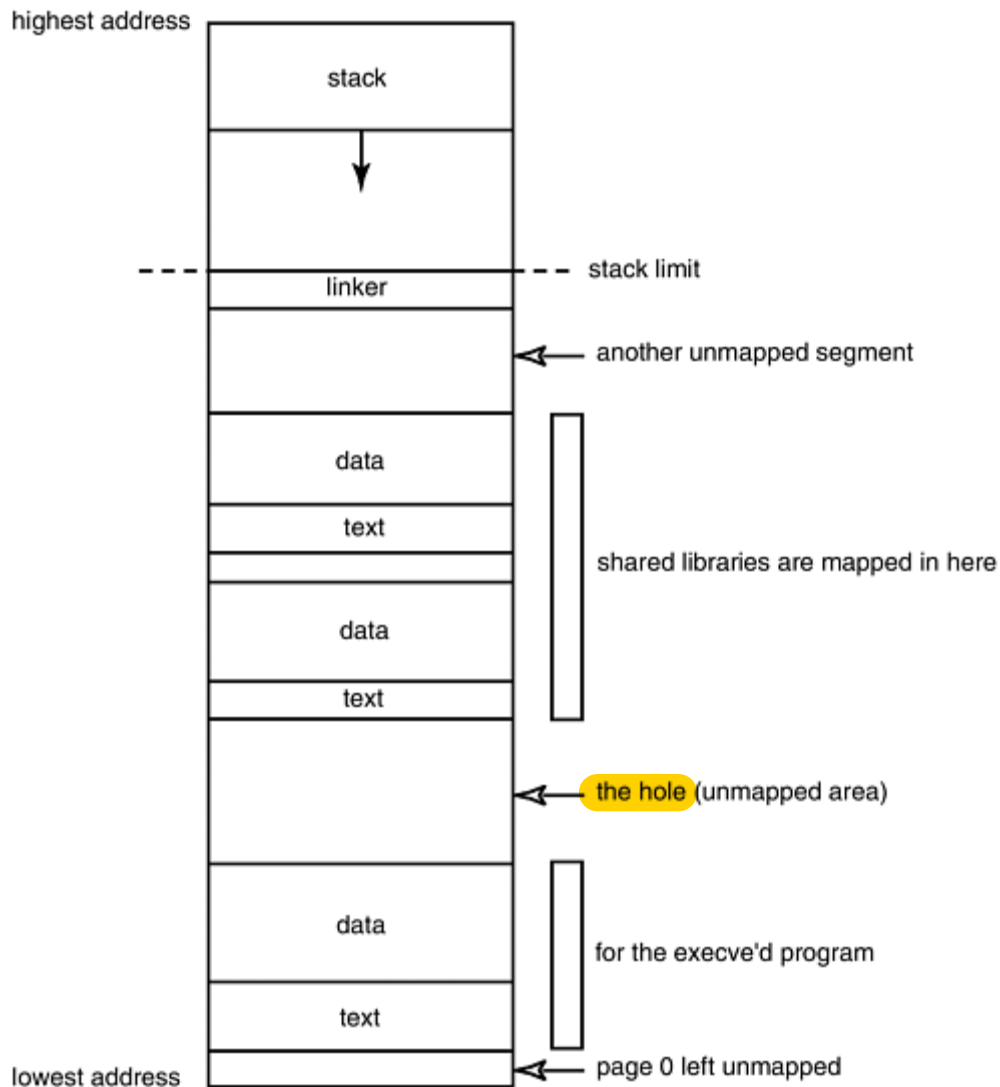 highest address
stack
stack limit
linker
another unmapped segment
data
text
shared libraries are mapped in here
data
text
the hole (unmapped area)
data
for the execve'd program
text
page 0 left unmapped
lowest address